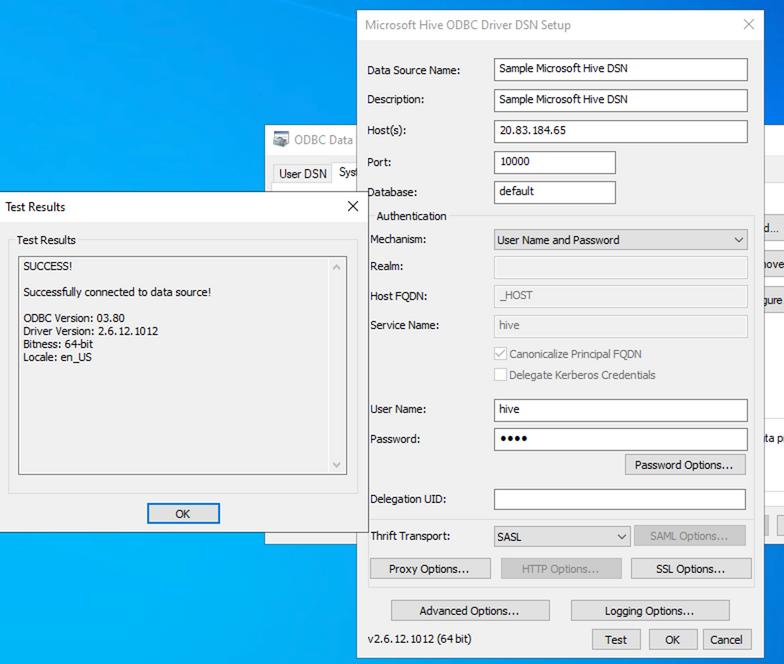 Microsoft Hive ODBC Driver DSN Setup
Data Source Name: Sample Microsoft Hive DSN
Description: Sample Microsoft Hive DSN
Host(s): 20.83.184.65
Port: 10000
Database: default
Authentication
Mechanism: User Name and Password
Realm:
Host FQDN: _HOST
Service Name: hive
Canonicalize Principal FQDN
Delegate Kerberos Credentials
User Name: hive
Password: ●●●●
Password Options...
Delegation UID:
Thrift Transport: SASL SAML Options...
Proxy Options... HTTP Options... SSL Options...
Advanced Options... Logging Options...
v2.6.12.1012 (64 bit) Test OK Cancel
ODBC Data
User DSN
Test Results
Test Results
SUCCESS!
Successfully connected to data source!
ODBC Version: 03.80
Driver Version: 2.6.12.1012
Bitness: 64-bit
Locale: en_US
OK